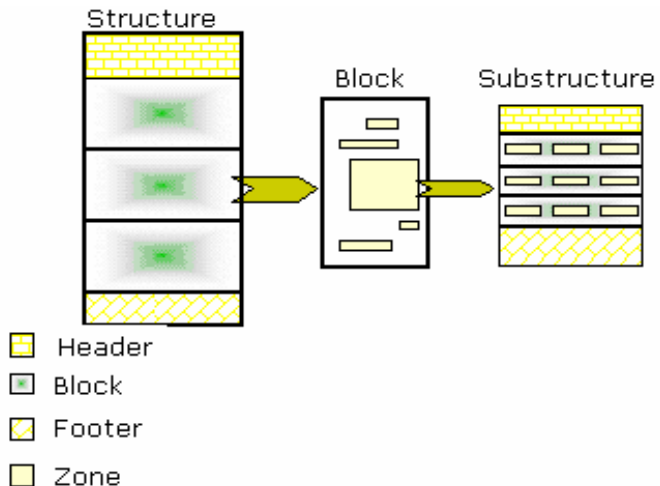 Structure
Block
Substructure
Header
Block
Footer
Zone